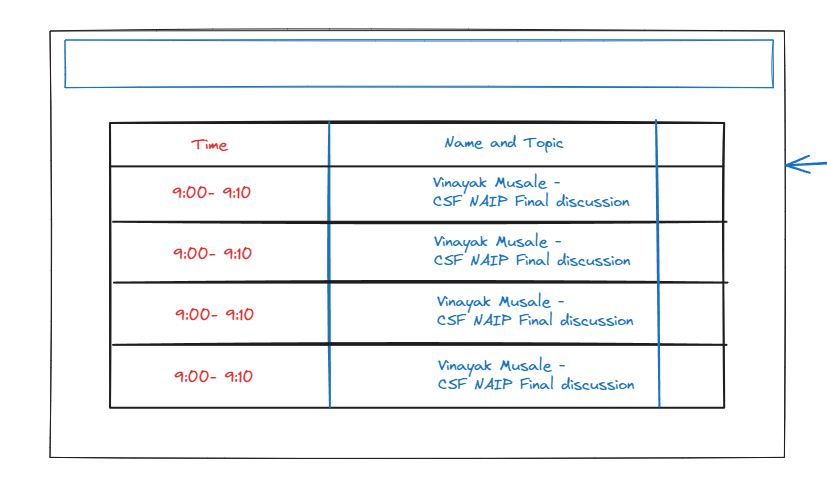 Time
Name and Topic
9:00- 9:10
Vinayak Musale -
CSF NAIP Final discussion
9:00- 9:10
Vinayak Musale -
CSF NAIP Final discussion
9:00- 9:10
Vinayak Musale -
CSF NAIP Final discussion
9:00- 9:10
Vinayak Musale -
CSF NAIP Final discussion